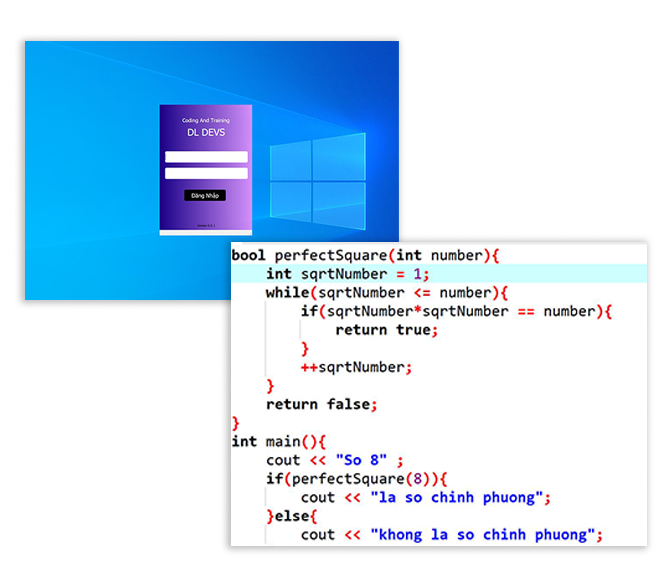 Coding And Training
DL DEVS
Đăng Nhập
bool perfectSquare(int number){
int sqrtNumber = 1;
while(sqrtNumber <= number){
if(sqrtNumber*sqrtNumber == number){
return true;
}
++sqrtNumber;
}
return false;
}
int main(){
cout << "So 8" ;
if(perfectSquare(8)){
cout << "la so chinh phuong";
}else{
cout << "khong la so chinh phuong";